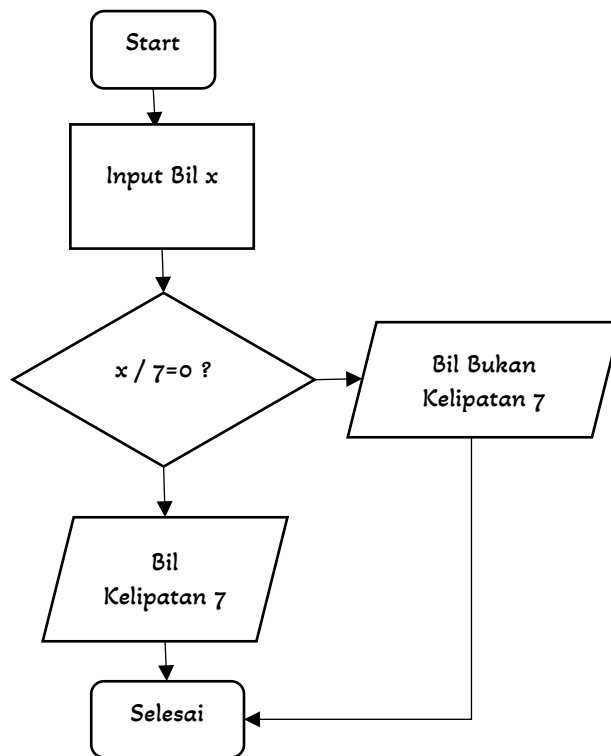 Start
Input Bil x
x / 7=0 ?
Bil Bukan
Kelipatan 7
Bil
Kelipatan 7
Selesai